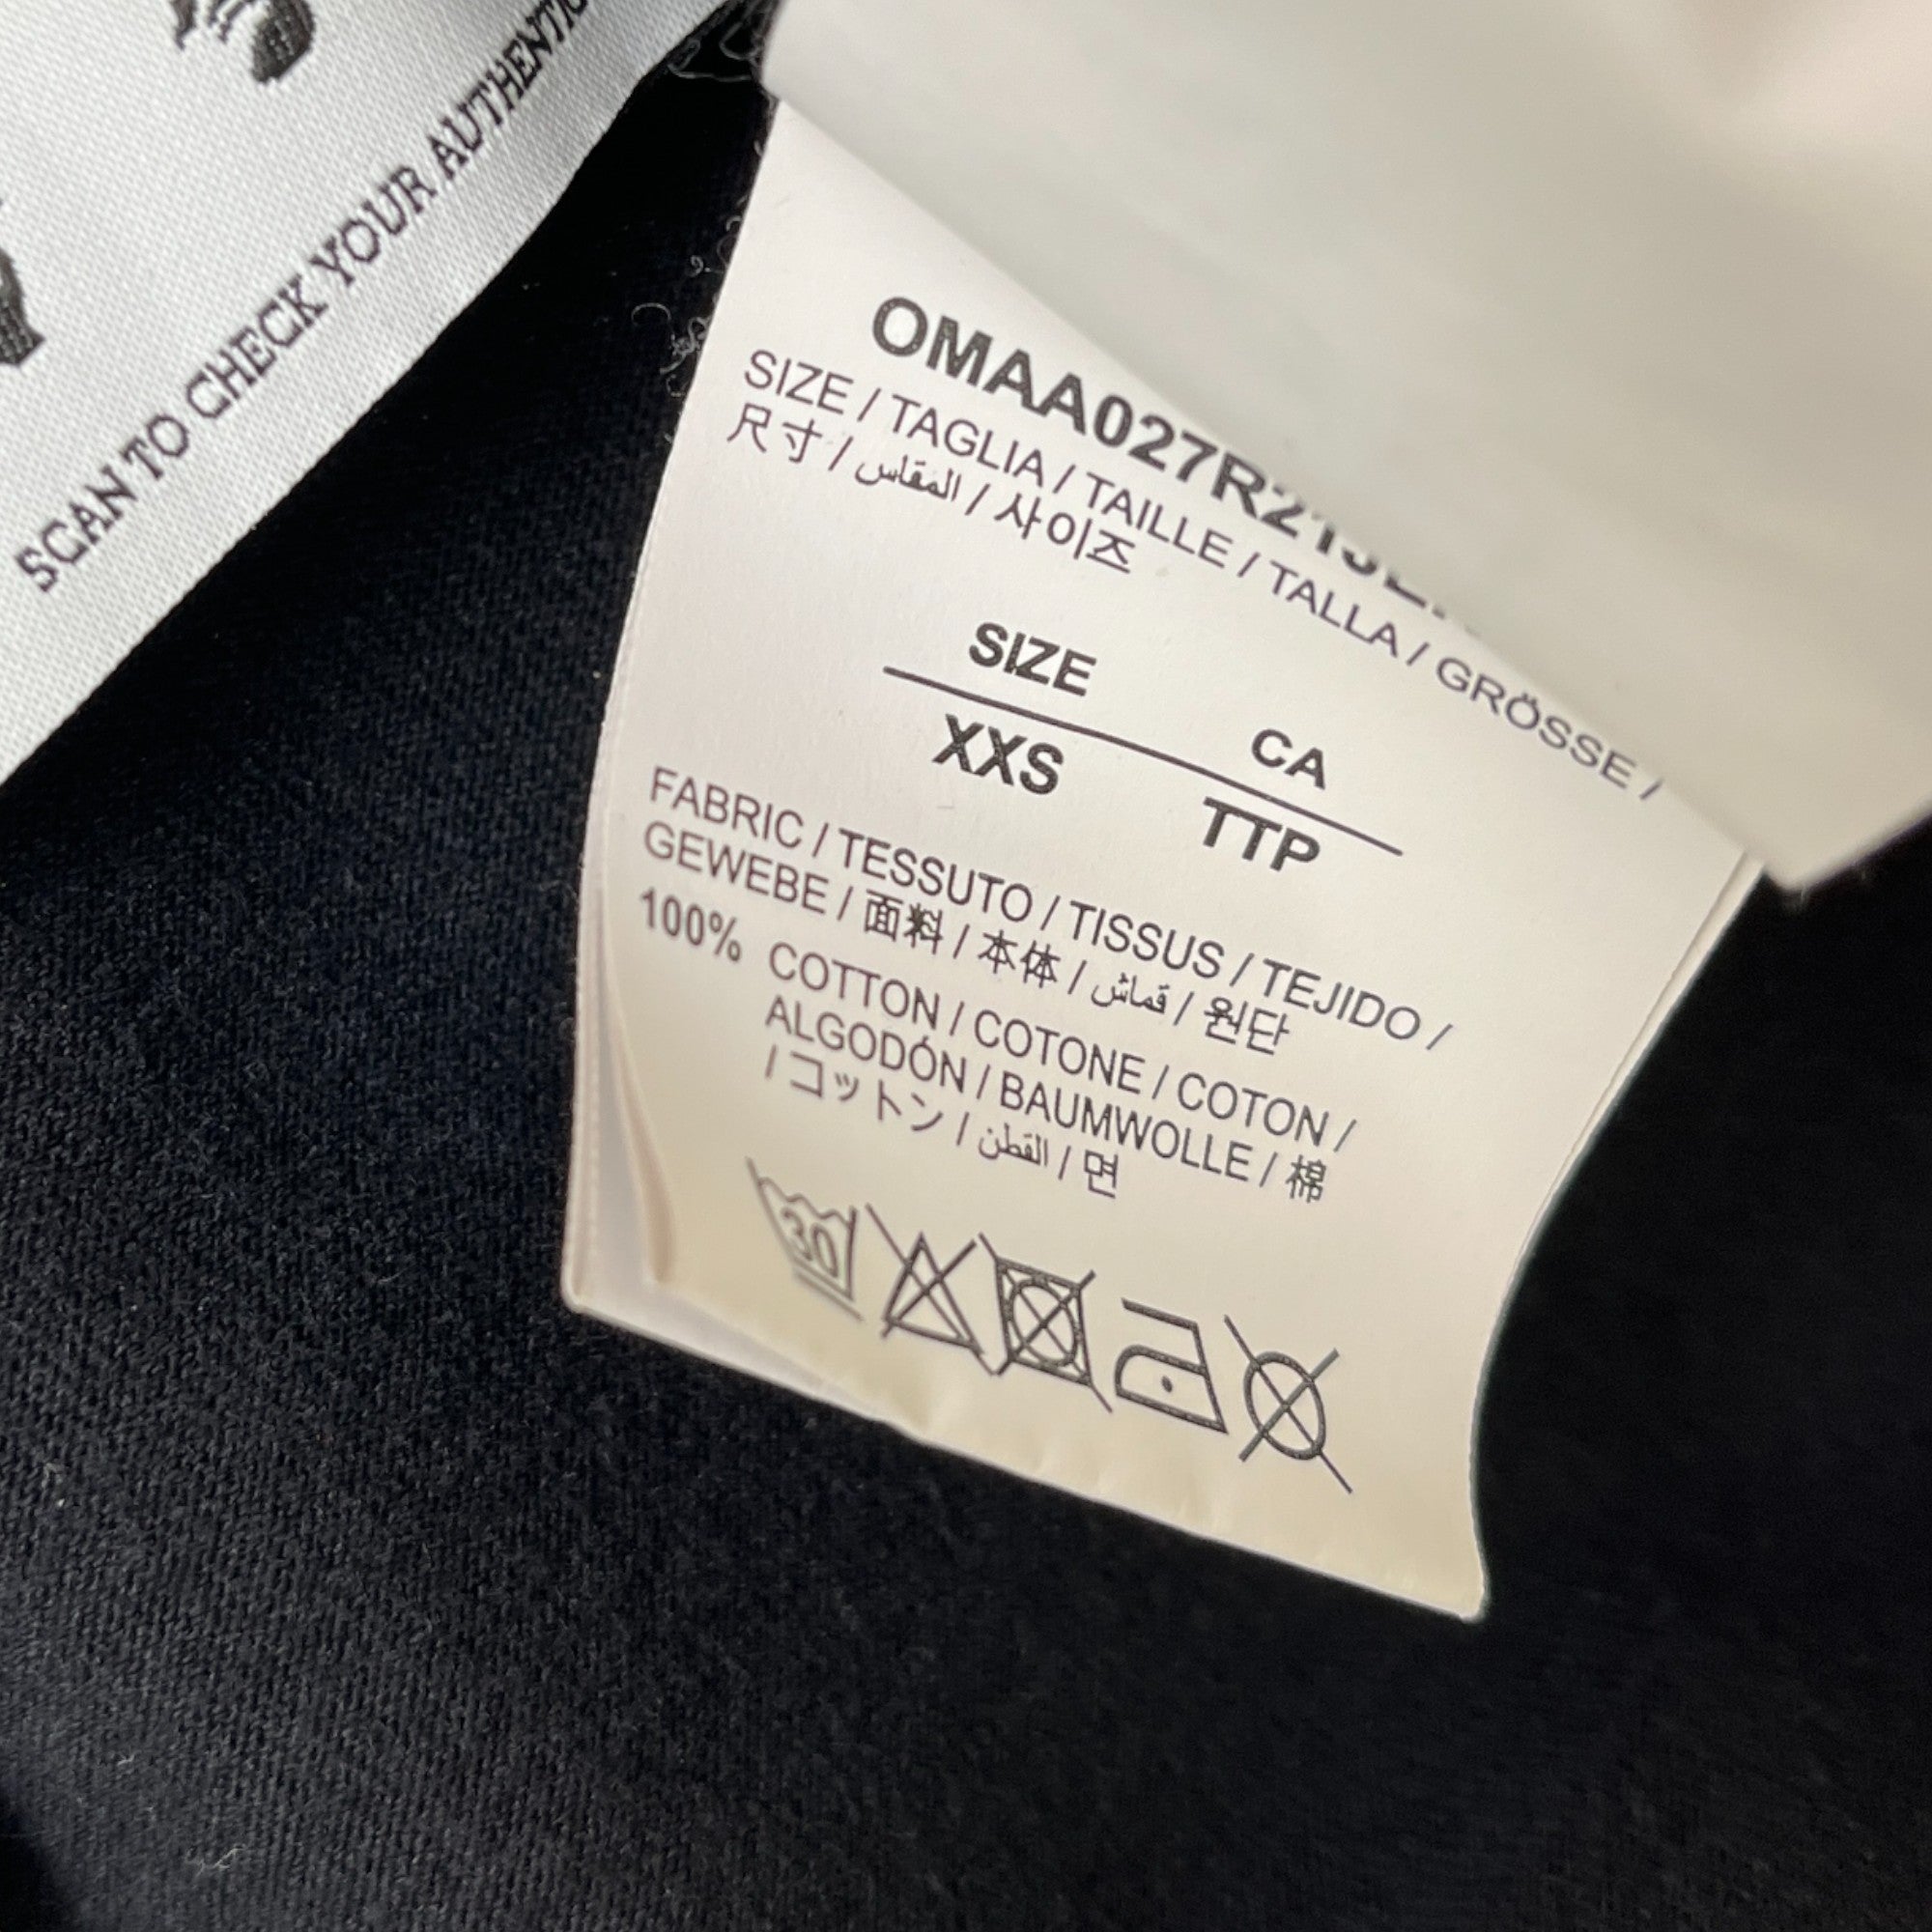 SCAN TO CHECK YOUR
OMAA027R21JE
SIZE / TAGLIA / TAILLE / TALLA / GRÖSSE /
尺寸 / المقاس / 사이즈
SIZE CA
XXS TTP
FABRIC / TESSUTO / TISSUS / TEJIDO /
GEWEBE / 面料 / 本体 / قماش / 원단
100% COTTON / COTONE / COTON /
ALGODÓN / BAUMWOLLE / 棉
/ コットン / القطن / 면
30